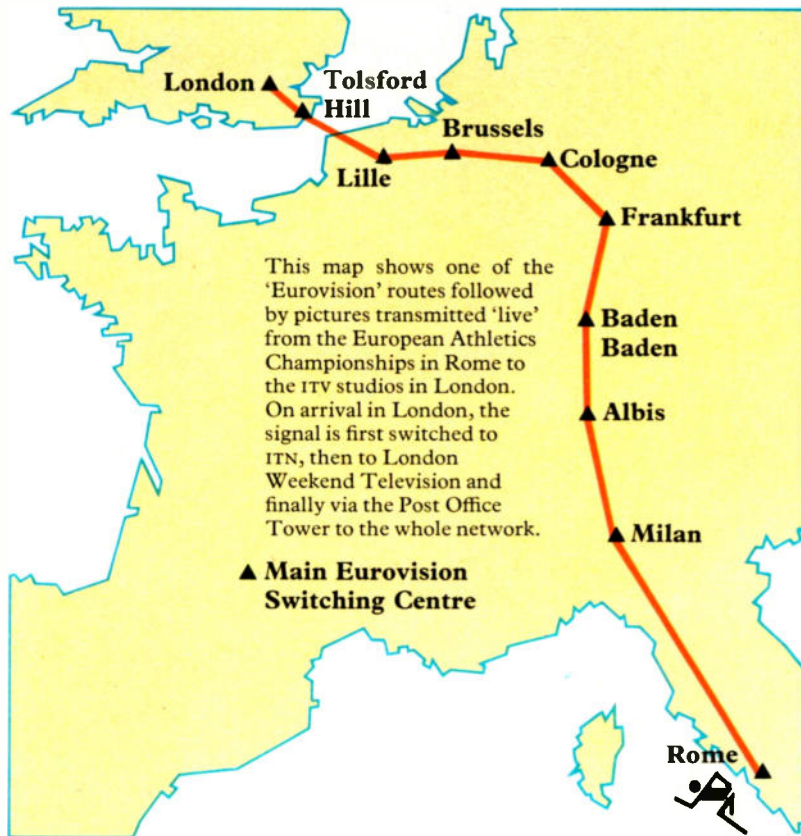 London
Tolsford
Hill
Lille
Brussels
Cologne
Frankfurt
Baden
Baden
Albis
Milan
Rome
This map shows one of the
‘Eurovision’ routes followed
by pictures transmitted ‘live’
from the European Athletics
Championships in Rome to
the ITV studios in London.
On arrival in London, the
signal is first switched to
ITN, then to London
Weekend Television and
finally via the Post Office
Tower to the whole network.
▲ Main Eurovision
Switching Centre